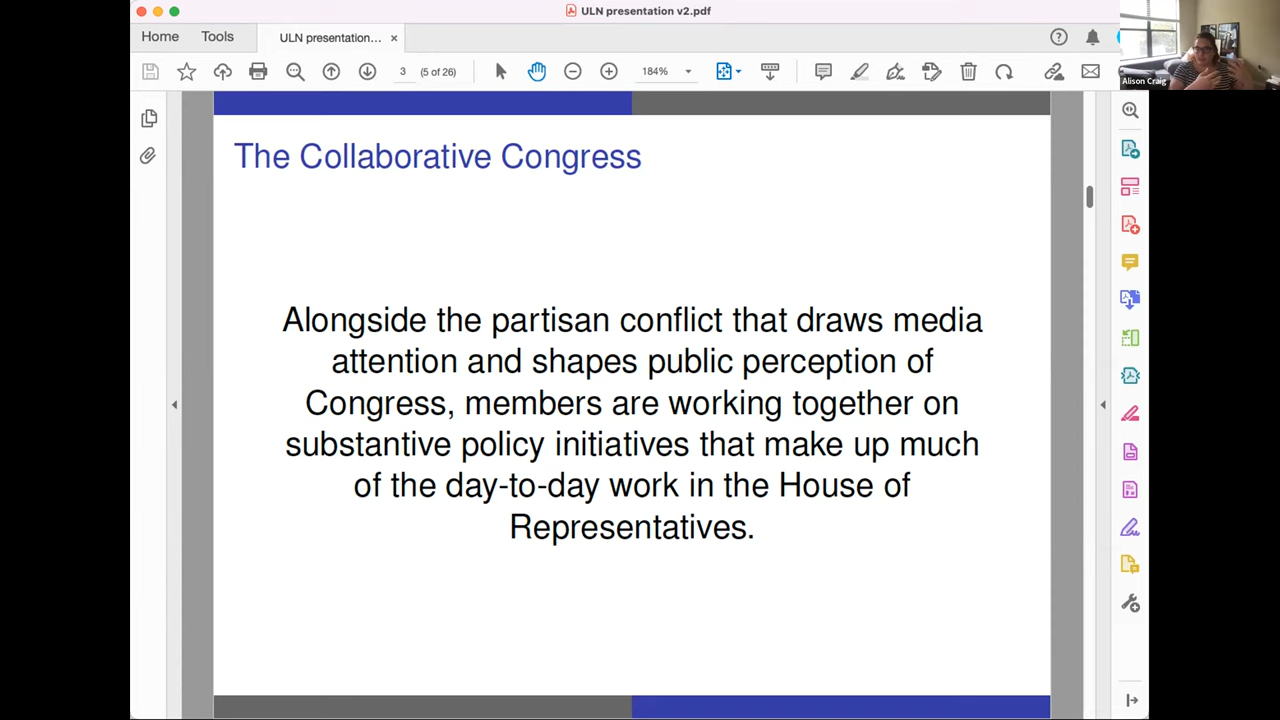 ULN presentation v2.pdf
Home
Tools
ULN presentation...
×
3
(5 of 26)
184%
Alison Craig
The Collaborative Congress
Alongside the partisan conflict that draws media
attention and shapes public perception of
Congress, members are working together on
substantive policy initiatives that make up much
of the day-to-day work in the House of
Representatives.